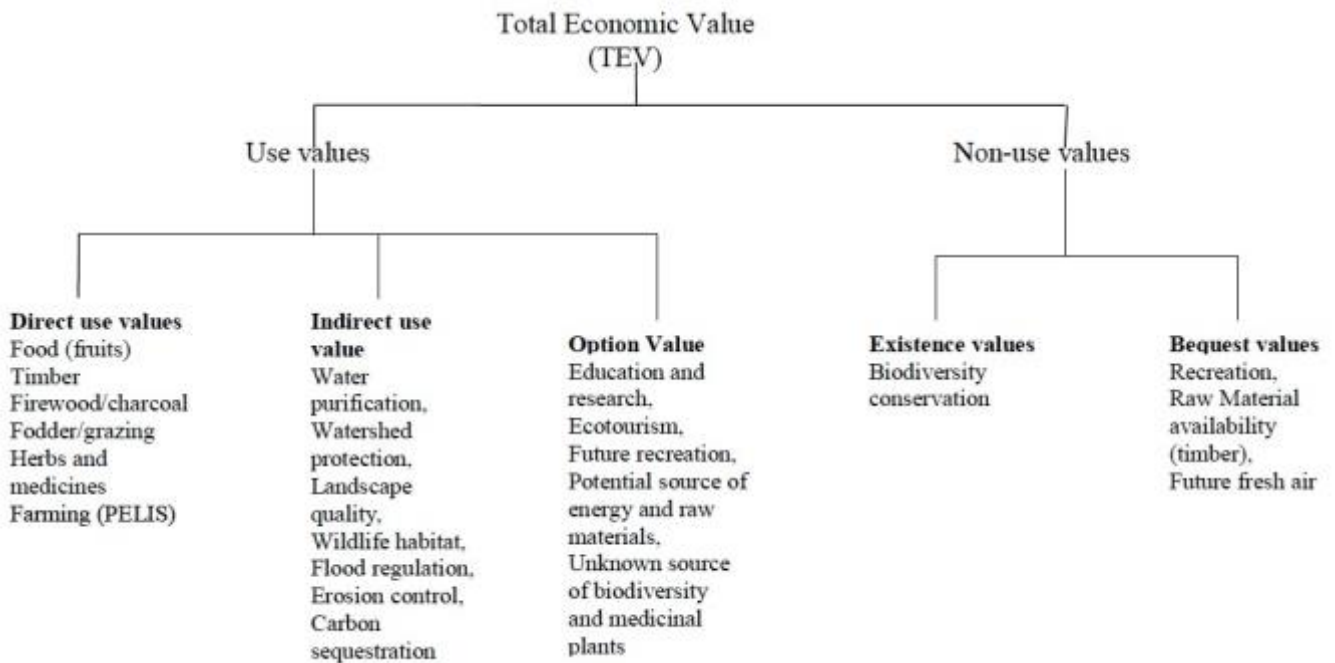 Total Economic Value
(TEV)
Use values
Non-use values
Direct use values
Food (fruits)
Timber
Firewood/charcoal
Fodder/grazing
Herbs and
medicines
Farming (PELIS)
Indirect use
value
Water
purification,
Watershed
protection,
Landscape
quality,
Wildlife habitat,
Flood regulation,
Erosion control,
Carbon
sequestration
Option Value
Education and
research,
Ecotourism,
Future recreation,
Potential source of
energy and raw
materials,
Unknown source
of biodiversity
and medicinal
plants
Existence values
Biodiversity
conservation
Bequest values
Recreation,
Raw Material
availability
(timber),
Future fresh air